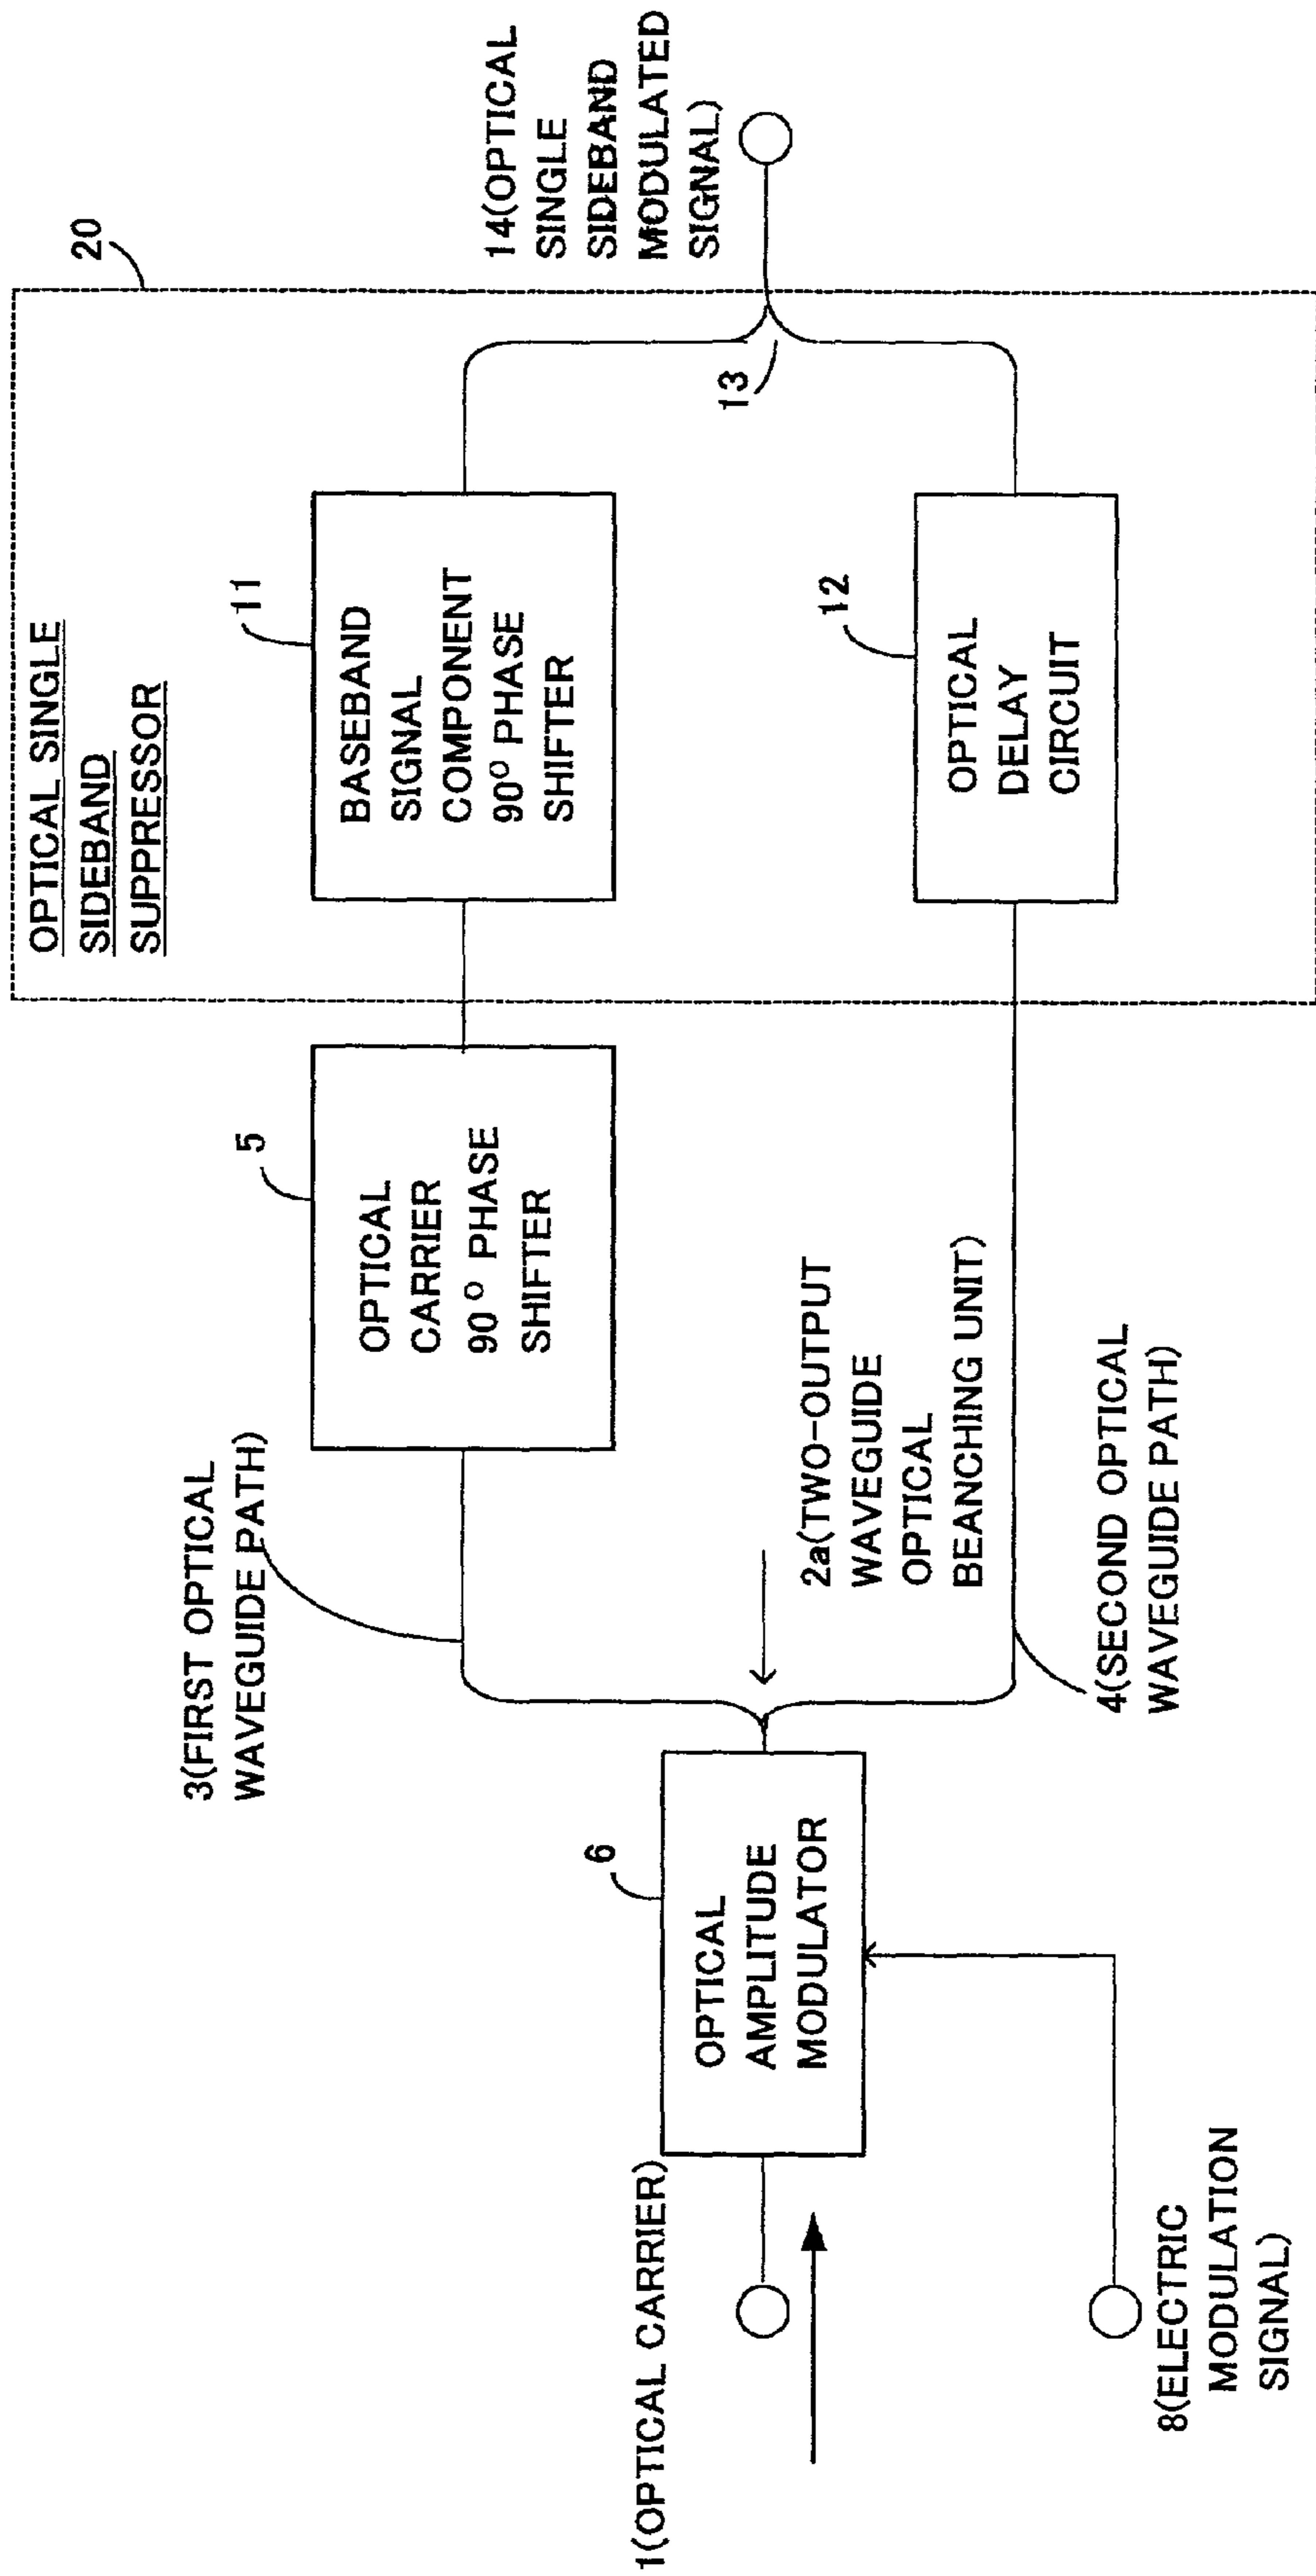 OPTICAL SINGLE
SIDEBAND
SUPPRESSOR
20
14(OPTICAL
SINGLE
SIDEBAND
MODULATED
SIGNAL)
3(FIRST OPTICAL
WAVEGUIDE PATH)
5
OPTICAL
CARRIER
90° PHASE
SHIFTER
11
BASEBAND
SIGNAL
COMPONENT
90° PHASE
SHIFTER
13
1(OPTICAL CARRIER)
6
OPTICAL
AMPLITUDE
MODULATOR
2a(TWO-OUTPUT
WAVEGUIDE
OPTICAL
BEANCHING UNIT)
12
OPTICAL
DELAY
CIRCUIT
4(SECOND OPTICAL
WAVEGUIDE PATH)
8(ELECTRIC
MODULATION
SIGNAL)